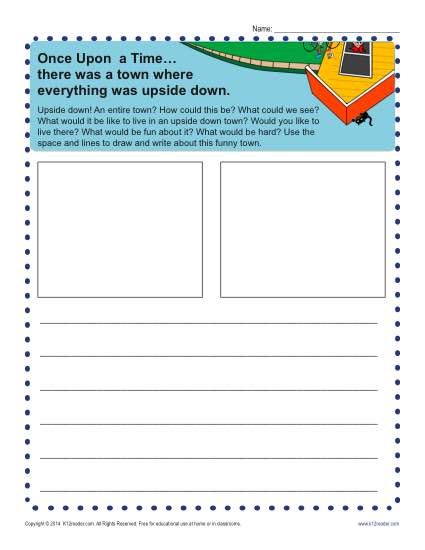 Name:
Once Upon a Time…
there was a town where
everything was upside down.
Upside down! An entire town? How could this be? What could we see?
What would it be like to live in an upside down town? Would you like to
live there? What would be fun about it? What would be hard? Use the
space and lines to draw and write about this funny town.
Copyright © 2014 K12reader.com. All Rights Reserved. Free for educational use at home or in classrooms.
www.k12reader.com